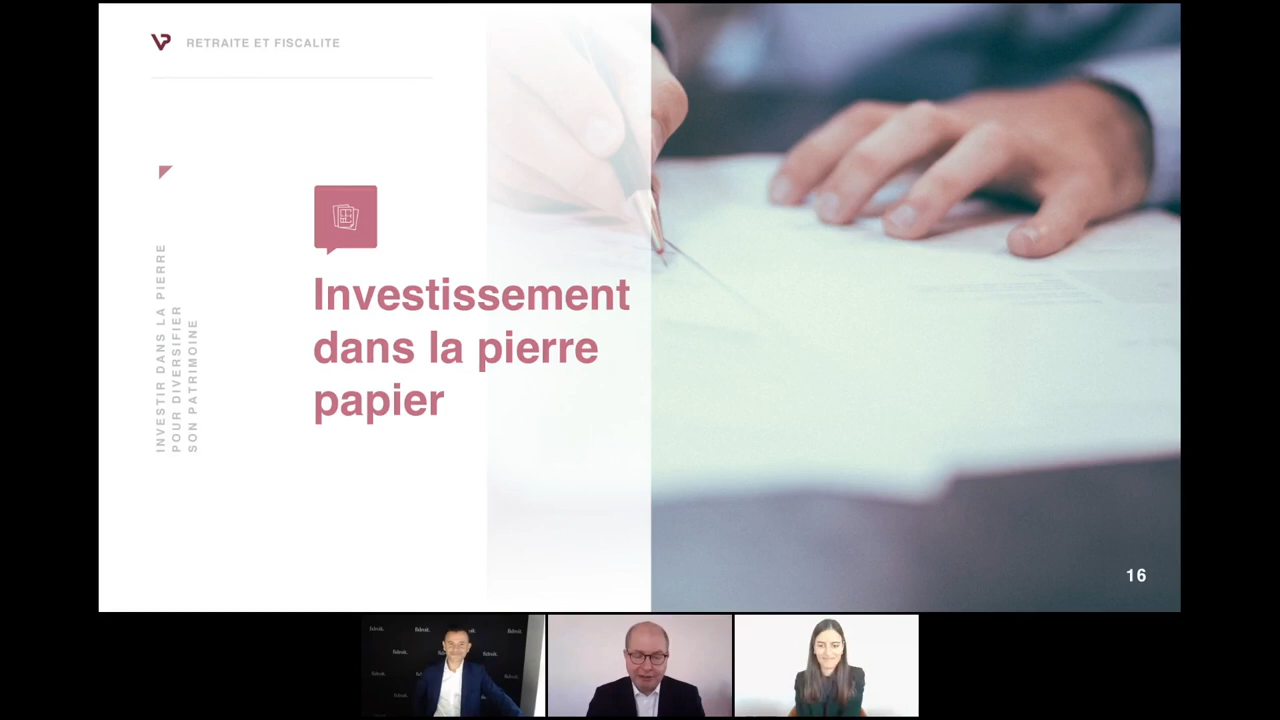 RETRAITE ET FISCALITE
INVESTIR DANS LA PIERRE
POUR DIVERSIFIER
SON PATRIMOINE
Investissement
dans la pierre
papier
16